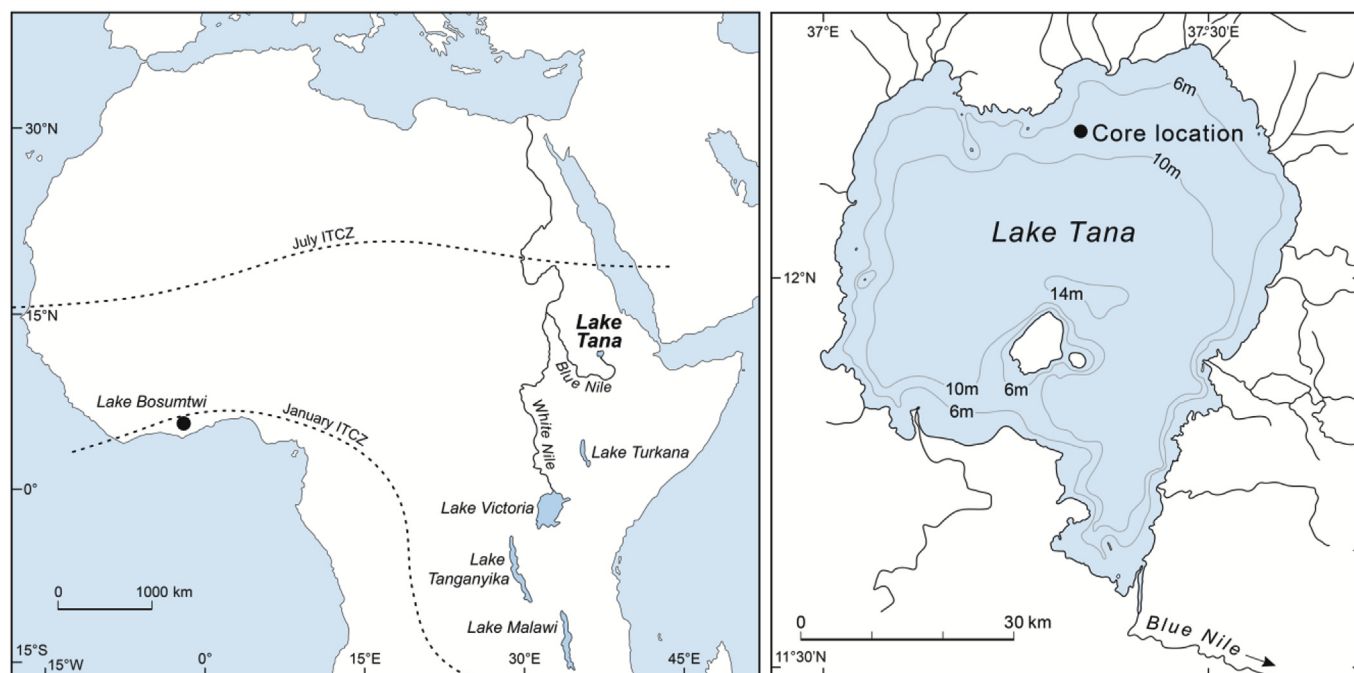 30°N
July ITCZ
15°N
Lake
Tana
Blue Nile
Lake Bosumtwi
January ITCZ
White Nile
Lake Turkana
0°
Lake Victoria
Lake
Tanganyika
0 1000 km
Lake Malawi
15°S
15°W 0° 15°E 30°E 45°E
37°E 37°30'E
6m
Core location
10m
Lake Tana
12°N
14m
10m 6m
6m
0 30 km
Blue Nile
11°30'N